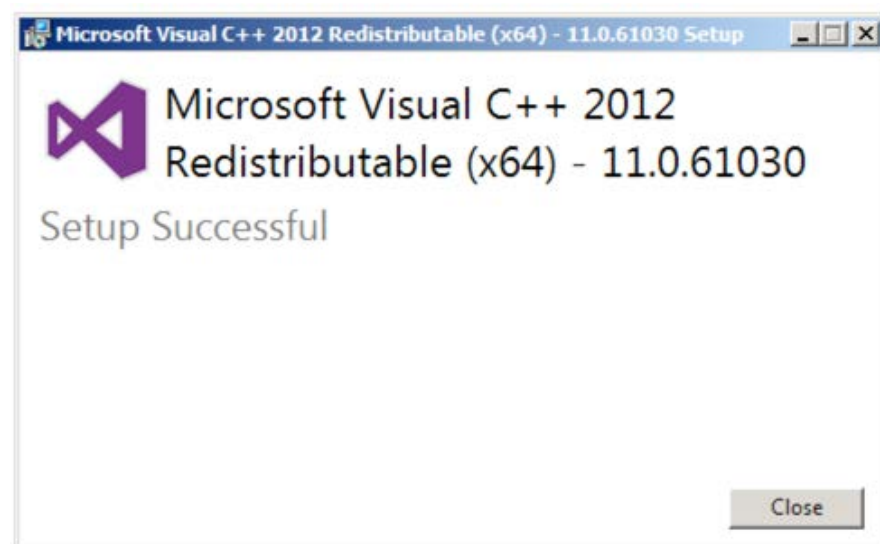 Microsoft Visual C++ 2012 Redistributable (x64) - 11.0.61030 Setup
Microsoft Visual C++ 2012
Redistributable (x64) - 11.0.61030
Setup Successful
Close